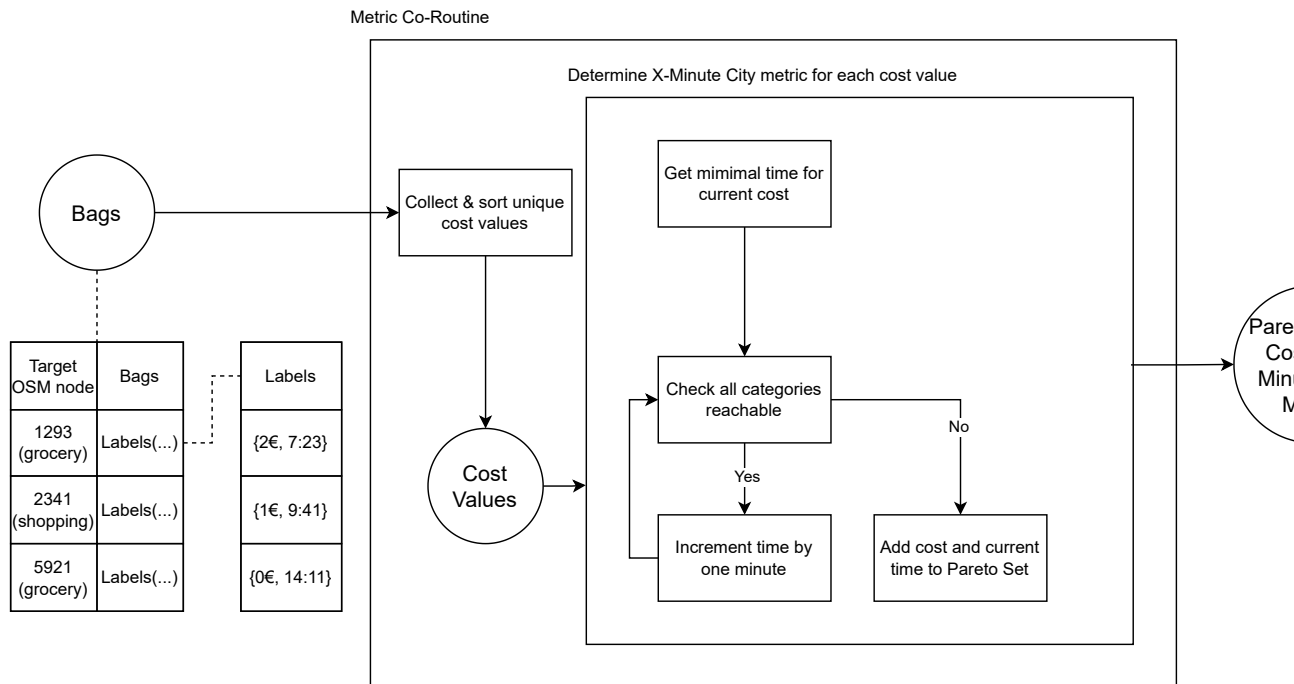 Metric Co-Routine
Determine X-Minute City metric for each cost value
Get mimimal time for
current cost
Collect & sort unique
cost values
Bags
Target
OSM node
Bags
Labels
1293
(grocery)
Labels(...)
{2€, 7:23}
2341
(shopping)
Labels(...)
{1€, 9:41}
5921
(grocery)
Labels(...)
{0€, 14:11}
Cost
Values
Check all categories
reachable
No
Yes
Increment time by
one minute
Add cost and current
time to Pareto Set
Pare
Co
Minu
M